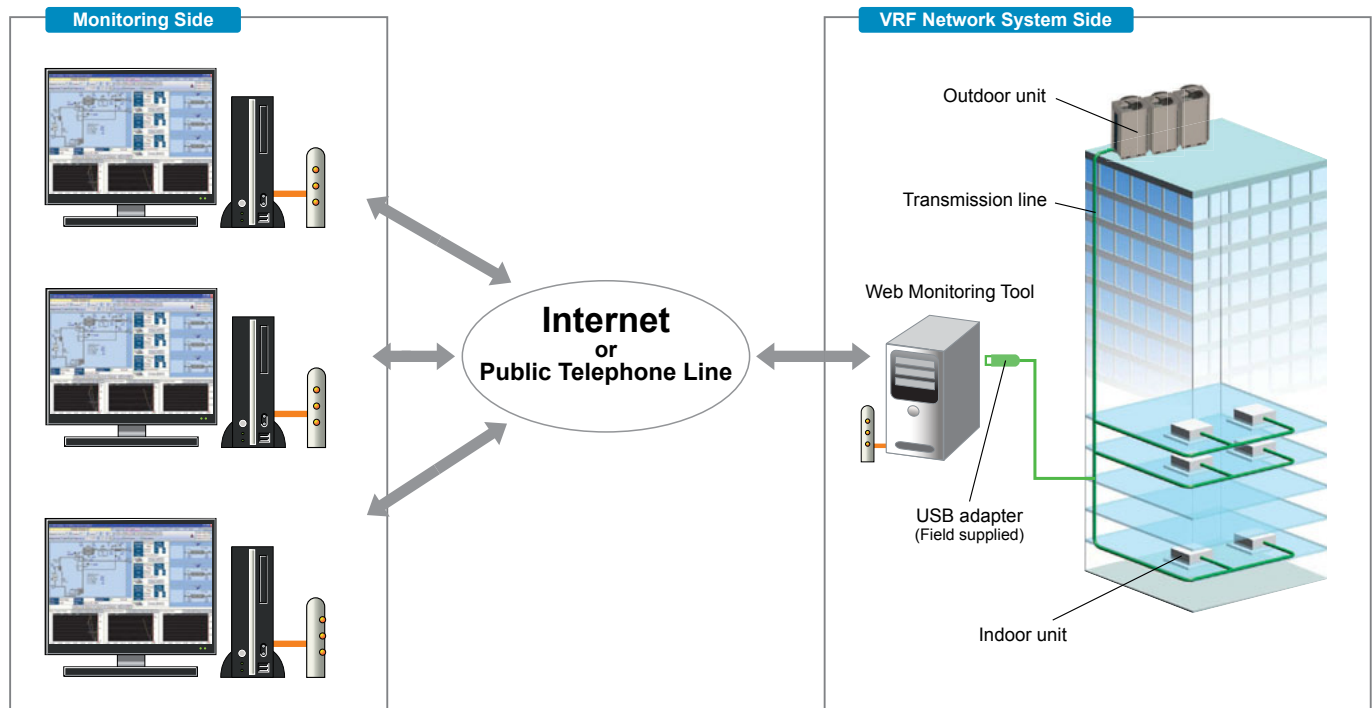 Monitoring Side
VRF Network System Side
Outdoor unit
Transmission line
Web Monitoring Tool
Internet
or
Public Telephone Line
USB adapter
(Field supplied)
Indoor unit